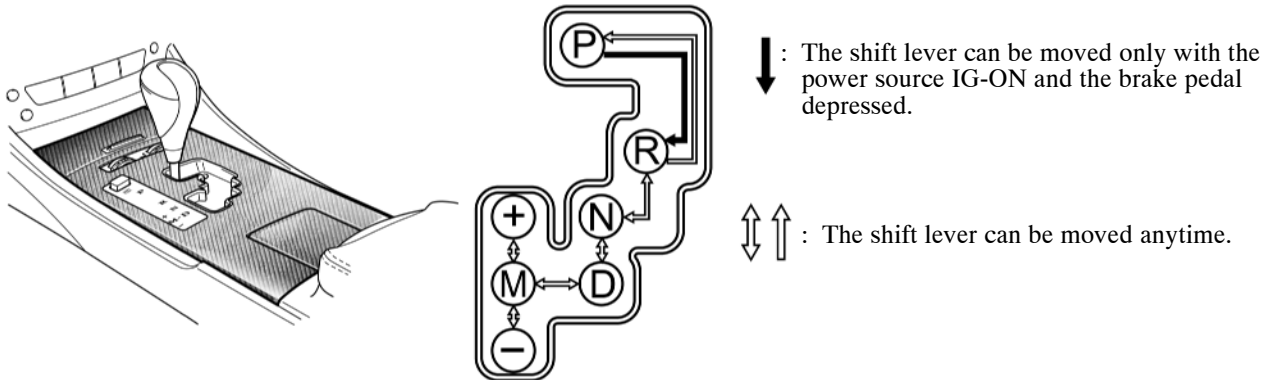 P
R
N
D
+
M
−
: The shift lever can be moved only with the
power source IG-ON and the brake pedal
depressed.
: The shift lever can be moved anytime.